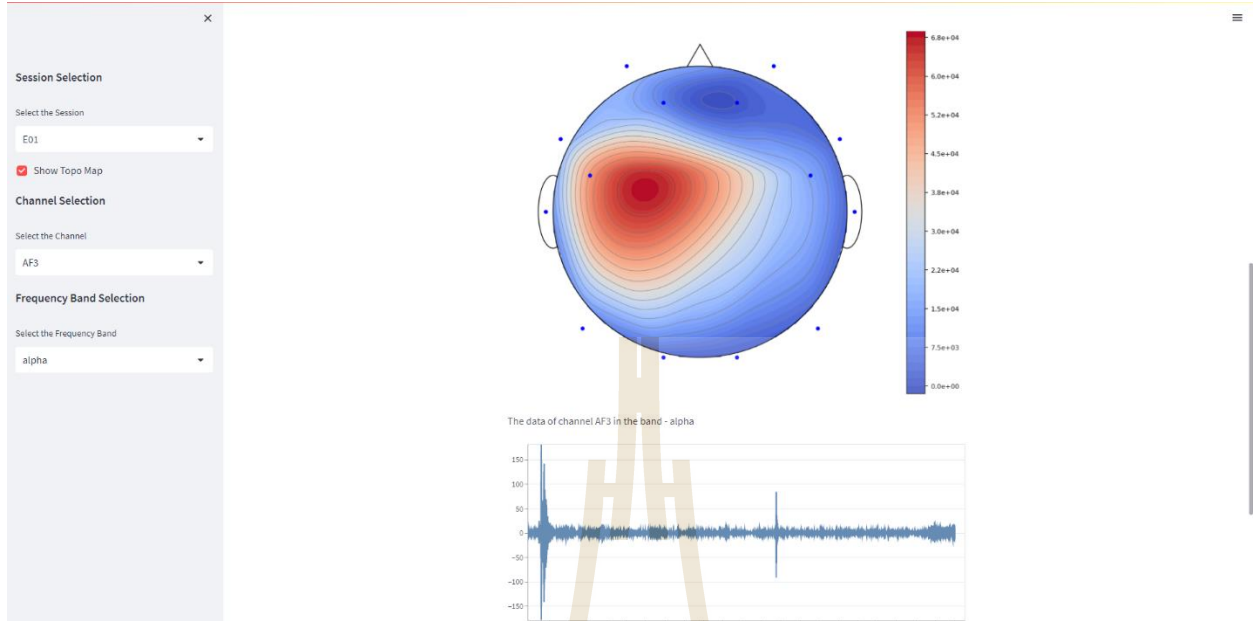 Session Selection
Select the Session
E01
Show Topo Map
Channel Selection
Select the Channel
AF3
Frequency Band Selection
Select the Frequency Band
alpha
6.8e+04
6.0e+04
5.2e+04
4.5e+04
3.8e+04
3.0e+04
2.2e+04
1.5e+04
7.5e+03
0.0e+00
The data of channel AF3 in the band - alpha
150
100
50
0
−50
−100
−150